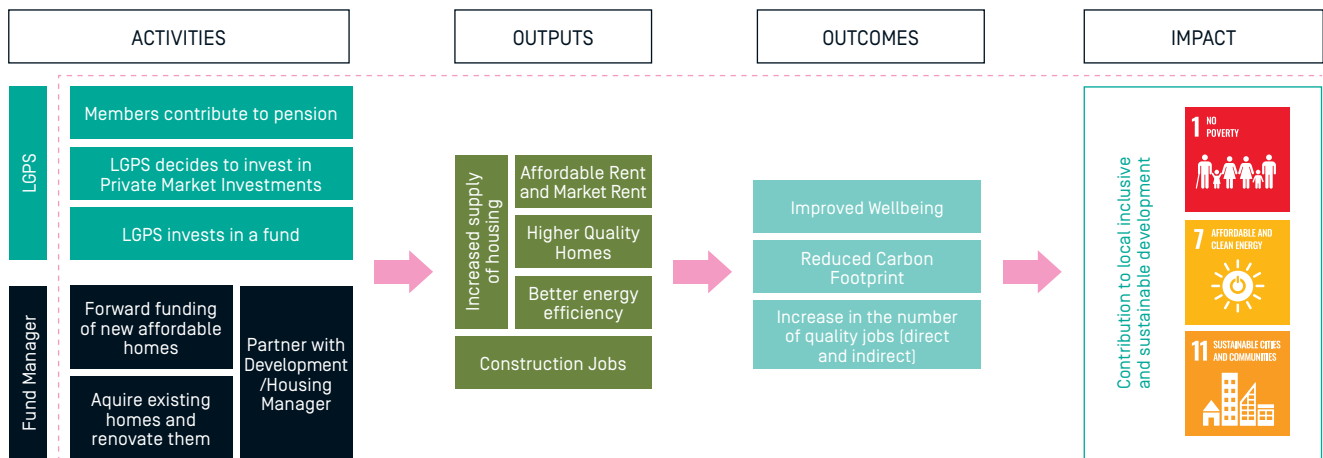 ACTIVITIES
OUTPUTS
OUTCOMES
IMPACT
LGPS
Members contribute to pension
LGPS decides to invest in
Private Market Investments
LGPS invests in a fund
Fund Manager
Forward funding
of new affordable
homes
Aquire existing
homes and
renovate them
Partner with
Development
/Housing
Manager
Increased supply
of housing
Affordable Rent
and Market Rent
Higher Quality
Homes
Better energy
efficiency
Construction Jobs
Improved Wellbeing
Reduced Carbon
Footprint
Increase in the number
of quality jobs (direct
and indirect)
Contribution to local inclusive
and sustainable development
1 NO
POVERTY
7 AFFORDABLE AND
CLEAN ENERGY
11 SUSTAINABLE CITIES
AND COMMUNITIES